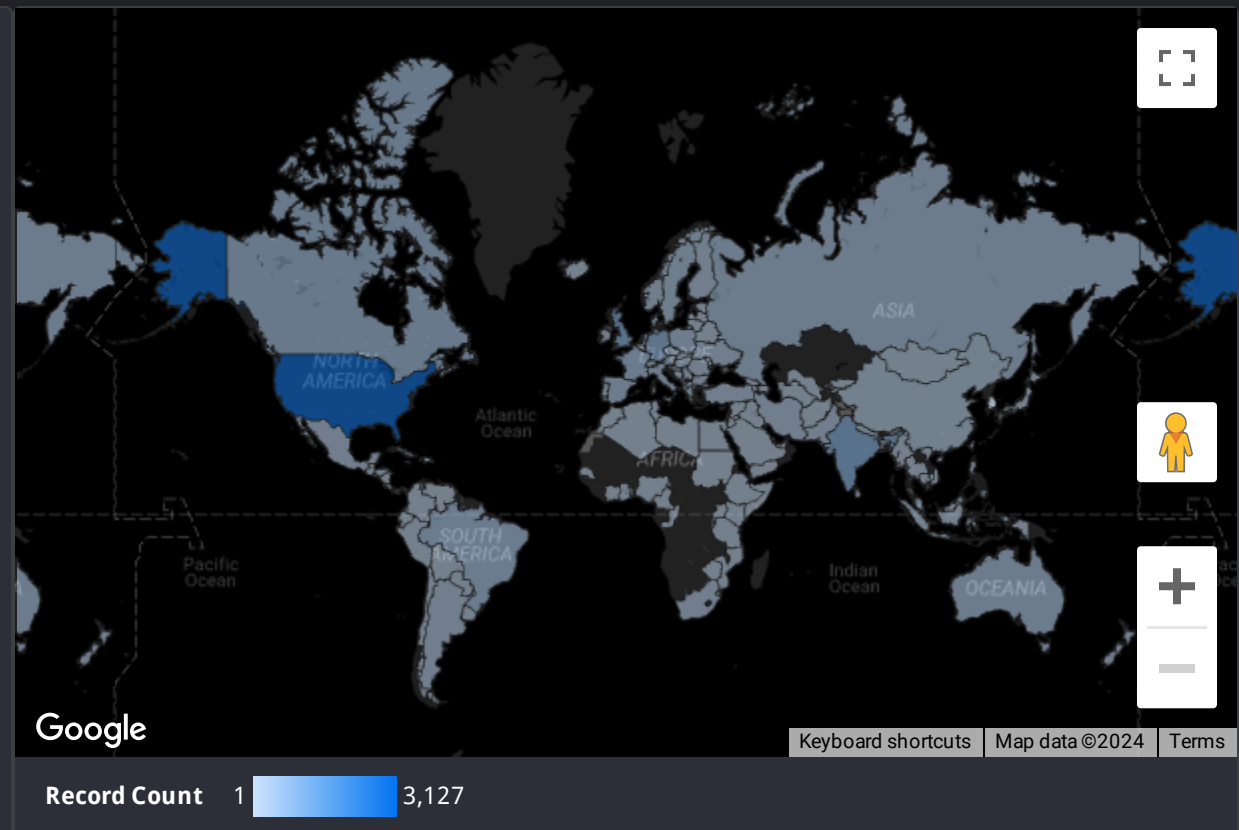 ASIA
NORTH
AMERICA
Atlantic
Ocean
AFRICA
SOUTH
AMERICA
Pacific
Ocean
Indian
Ocean
OCEANIA
Google
Keyboard shortcuts
Map data ©2024
Terms
Record Count 1 3,127